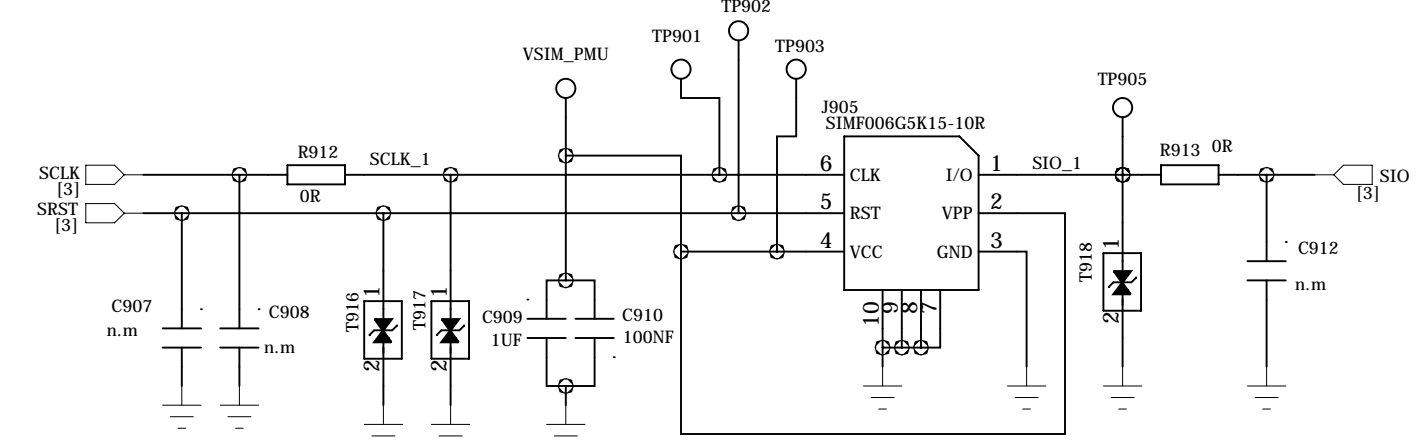 TP902
TP901
TP903
VSIM_PMU
TP905
J905
SIMF006G5K15-10R
SCLK
[3]
R912
0R
SCLK_1
6
CLK
I/O
1
SIO_1
R913
0R
SIO
[3]
SRST
[3]
5
RST
VPP
2
4
VCC
GND
3
C907
n.m
C908
n.m
T916
1
2
T917
1
2
C909
1UF
C910
100NF
10
9
8
7
T918
1
2
C912
n.m